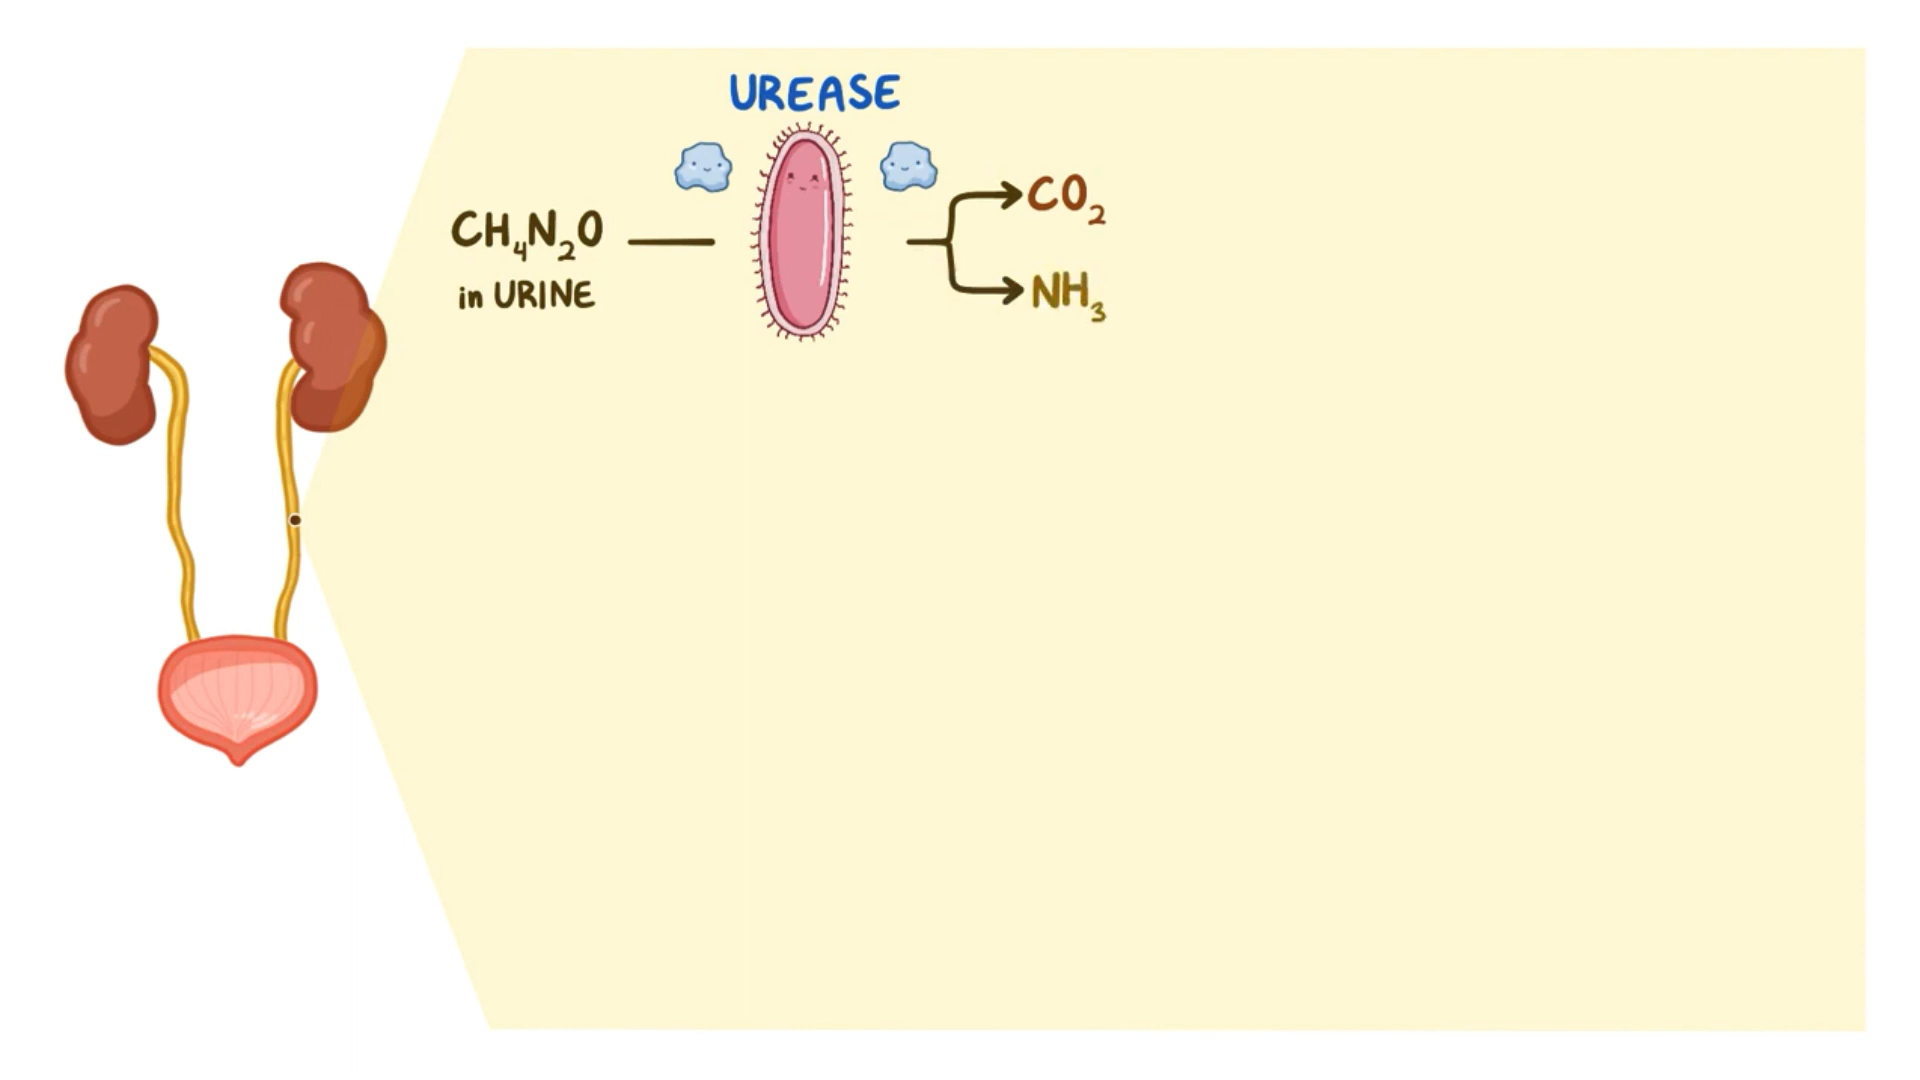 UREASE
CH₄N₂O
in URINE
CO₂
NH₃